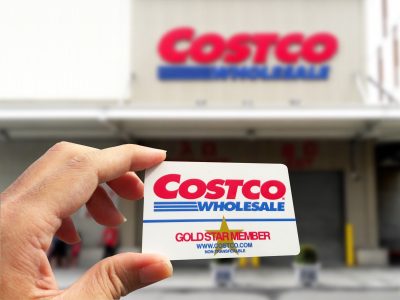 COSTCO
WHOLESALE
COSTCO
WHOLESALE
GOLD STAR MEMBER
WWW.COSTCO.COM
NON-TRANSFERABLE